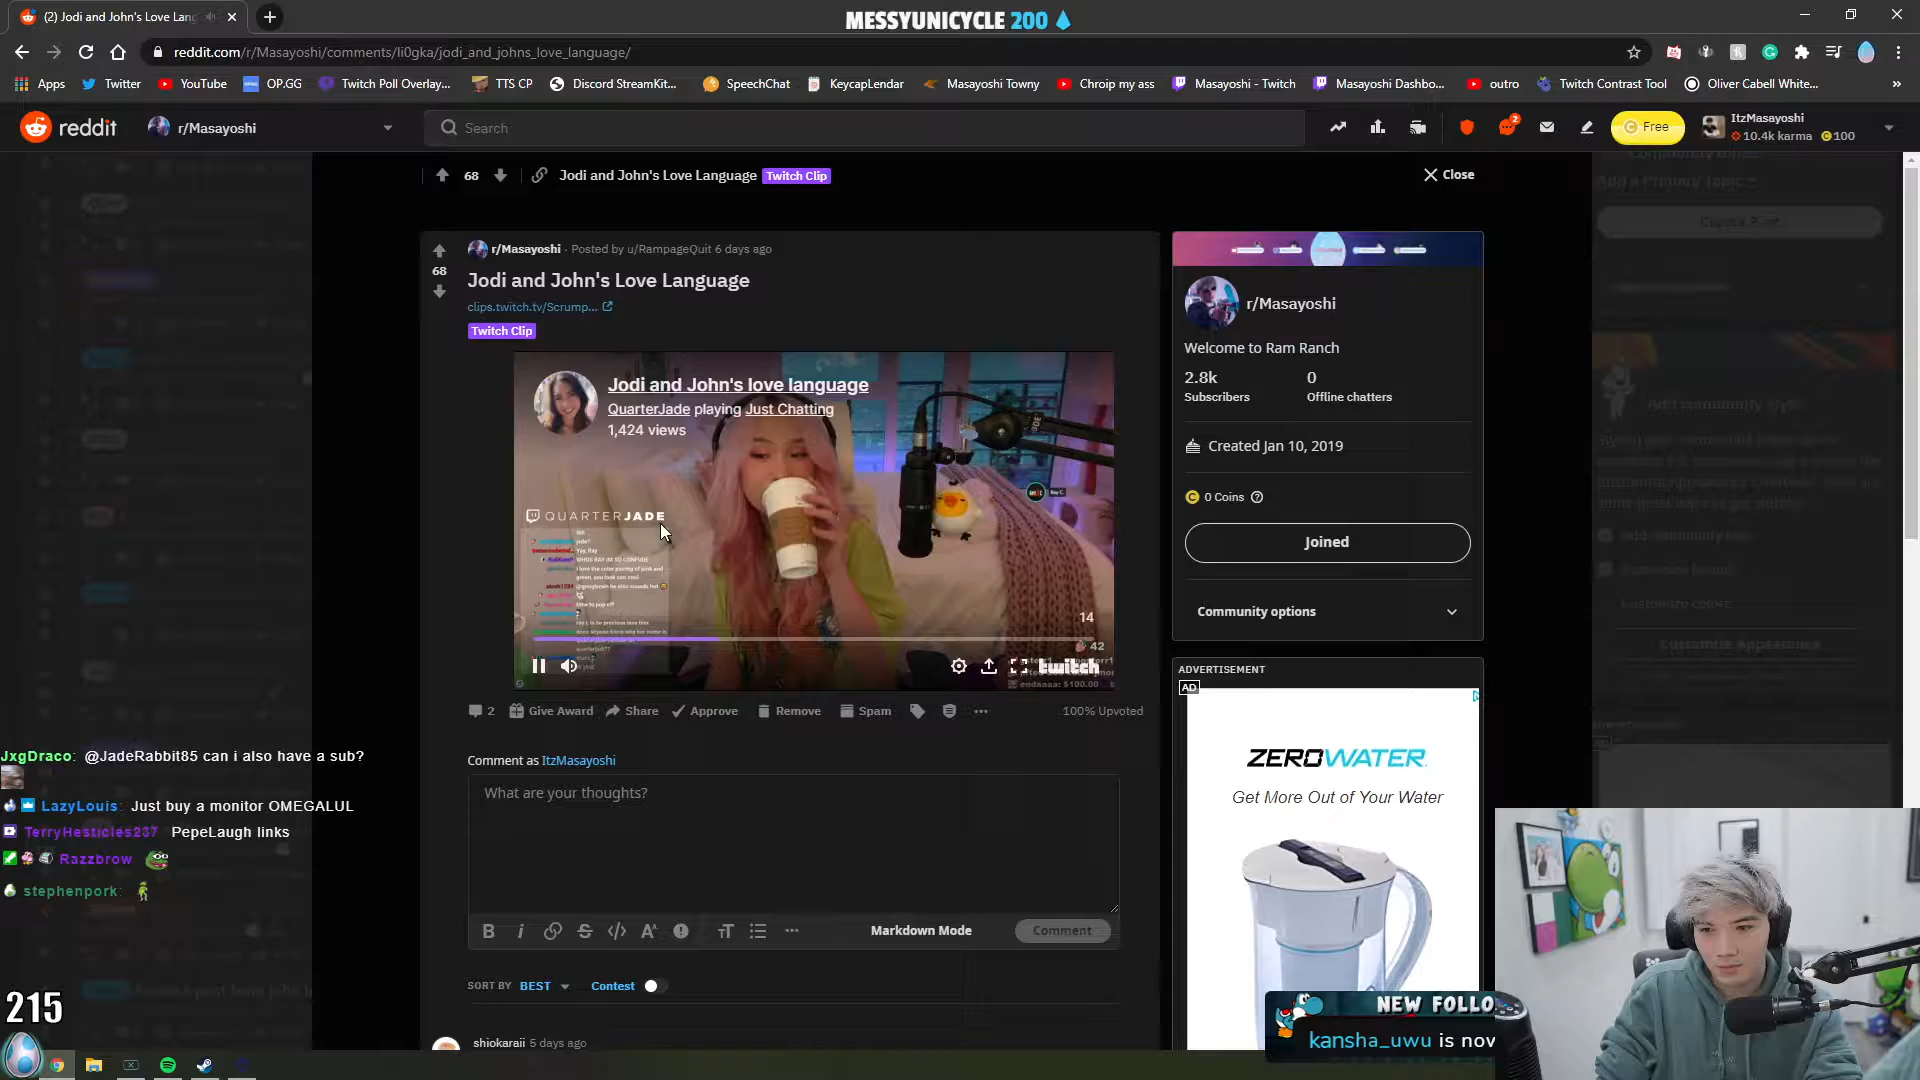 (2) Jodi and John's Love Lan
MESSYUNICYCLE 200
reddit.com/r/Masayoshi/comments/li0gka/jodi_and_johns_love_language/
Apps
Twitter
YouTube
OP.GG
Twitch Poll Overlay...
TTS CP
Discord StreamKit...
SpeechChat
KeycapLendar
Masayoshi Towny
Chroip my ass
Masayoshi - Twitch
Masayoshi Dashbo...
outro
Twitch Contrast Tool
Oliver Cabell White...
»
reddit
r/Masayoshi
Search
2
Free
ItzMasayoshi
10.4k karma
100
68
Jodi and John's Love Language
Twitch Clip
Close
r/Masayoshi · Posted by u/RampageQuit 6 days ago
68
Jodi and John's Love Language
clips.twitch.tv/Scrump...
Twitch Clip
Jodi and John's love language
QuarterJade playing Just Chatting
1,424 views
QUARTERJADE
14
42
twitch
2
Give Award
Share
Approve
Remove
Spam
100% Upvoted
Comment as ItzMasayoshi
What are your thoughts?
Markdown Mode
Comment
SORT BY BEST
Contest
shiokaraii 5 days ago
r/Masayoshi
Welcome to Ram Ranch
2.8k
Subscribers
0
Offline chatters
Created Jan 10, 2019
0 Coins
Joined
Community options
ADVERTISEMENT
AD
ZEROWATER
Get More Out of Your Water
JxgDraco: @JadeRabbit85 can i also have a sub?
LazyLouis: Just buy a monitor OMEGALUL
TerryHesticles237 PepeLaugh links
Razzbrow
stephenpork:
215
NEW FOLLO
kansha_uwu is now